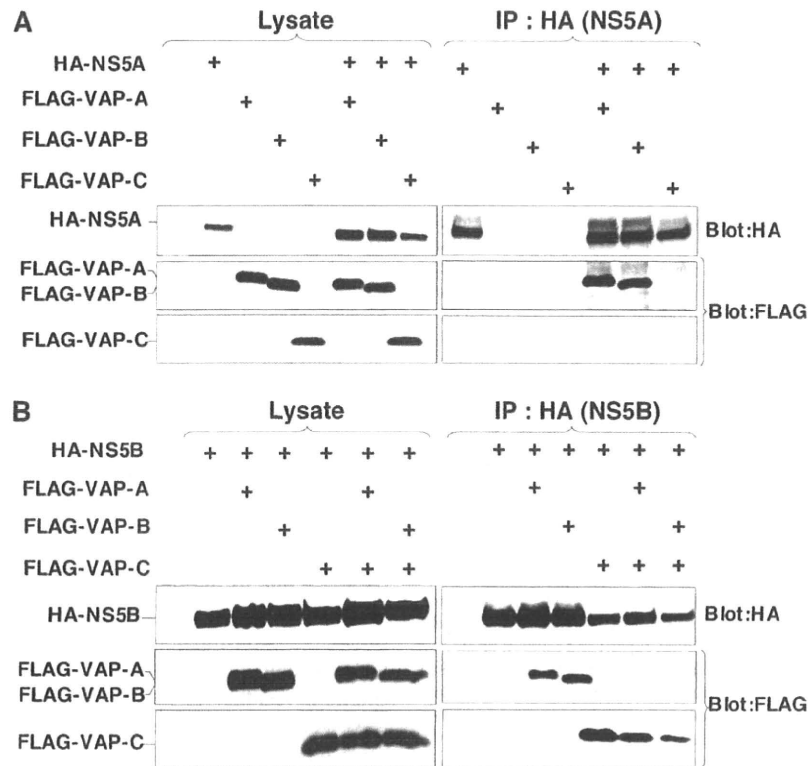 A
Lysate
IP : HA (NS5A)
HA-NS5A + + + + + + + +
FLAG-VAP-A + + + +
FLAG-VAP-B + + + +
FLAG-VAP-C + + + +
HA-NS5A
Blot:HA
FLAG-VAP-A
FLAG-VAP-B
Blot:FLAG
FLAG-VAP-C
B
Lysate
IP : HA (NS5B)
HA-NS5B + + + + + + + + + + + +
FLAG-VAP-A + + + +
FLAG-VAP-B + + + +
FLAG-VAP-C + + + + + +
HA-NS5B
Blot:HA
FLAG-VAP-A
FLAG-VAP-B
Blot:FLAG
FLAG-VAP-C